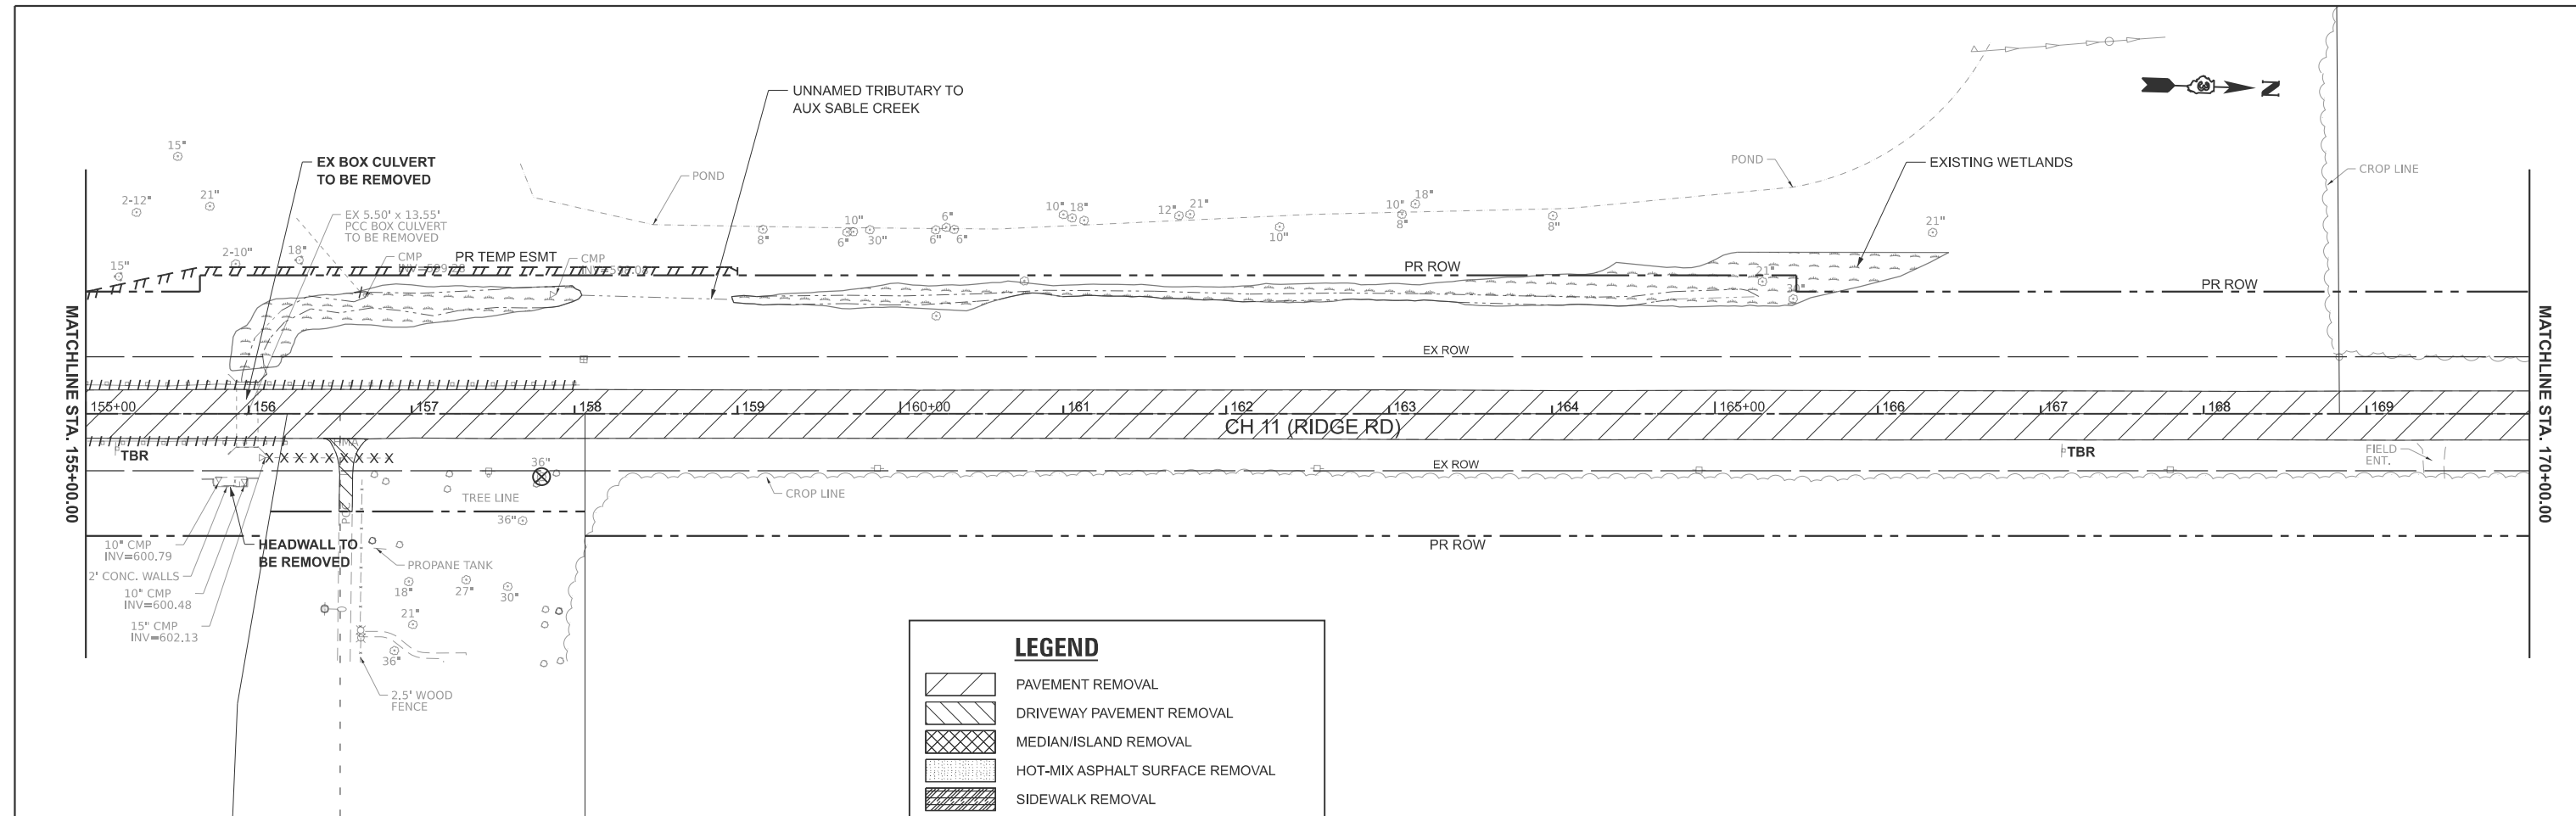 UNNAMED TRIBUTARY TO
AUX SABLE CREEK
N
15"
EX BOX CULVERT
TO BE REMOVED
POND
POND
EXISTING WETLANDS
CROP LINE
2-12"
21"
EX 5.50' x 13.55'
PCC BOX CULVERT
TO BE REMOVED
8"
10"
6"
30"
6"
6"
6"
10"
18"
12"
21"
10"
10"
18"
8"
8"
21"
15"
2-10"
18"
CMP
PR TEMP ESMT
CMP
PR ROW
21"
30"
PR ROW
MATCHLINE STA. 155+00.00
MATCHLINE STA. 170+00.00
EX ROW
155+00
156
157
158
159
160+00
161
162
163
164
165+00
166
167
168
169
CH 11 (RIDGE RD)
TBR
36"
EX ROW
TBR
FIELD
ENT.
TREE LINE
CROP LINE
36"
10" CMP
INV=600.79
HEADWALL TO
BE REMOVED
PR ROW
2' CONC. WALLS
PROPANE TANK
10" CMP
INV=600.48
18"
27"
30"
15" CMP
INV=602.13
21"
36"
2.5' WOOD
FENCE
LEGEND
PAVEMENT REMOVAL
DRIVEWAY PAVEMENT REMOVAL
MEDIAN/ISLAND REMOVAL
HOT-MIX ASPHALT SURFACE REMOVAL
SIDEWALK REMOVAL